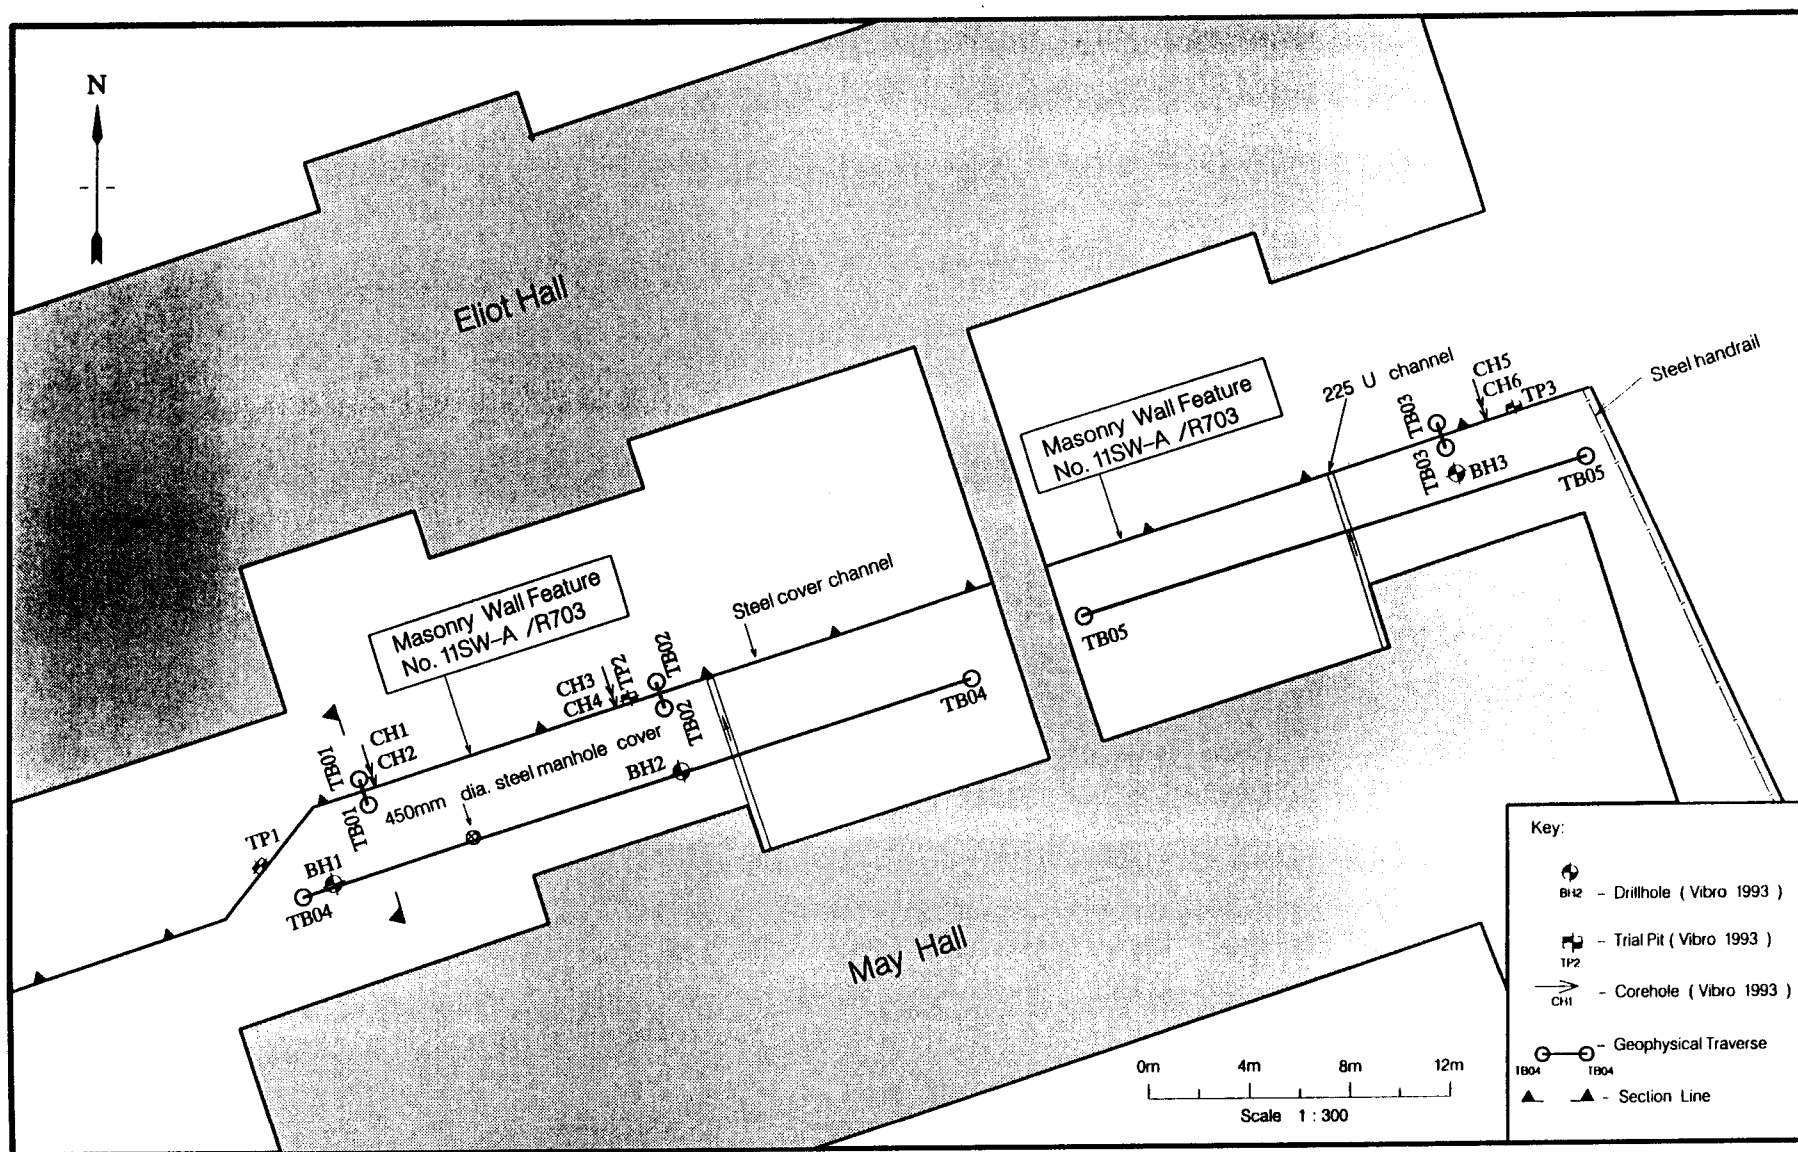 N
Eliot Hall
Steel handrail
225 U channel
CH5
CH6
TP3
TB03
TB03
BH3
TB05
Masonry Wall Feature
No. 11SW-A /R703
TB05
Steel cover channel
Masonry Wall Feature
No. 11SW-A /R703
TB02
TP2
CH3
CH4
TB02
TB04
CH1
CH2
TB01
TB01
450mm dia. steel manhole cover
BH2
TP1
BH1
TB04
May Hall
0m 4m 8m 12m
Scale 1 : 300
Key:
BH2 - Drillhole ( Vibro 1993 )
TP2 - Trial Pit ( Vibro 1993 )
CH1 - Corehole ( Vibro 1993 )
TB04 TB04 - Geophysical Traverse
- Section Line